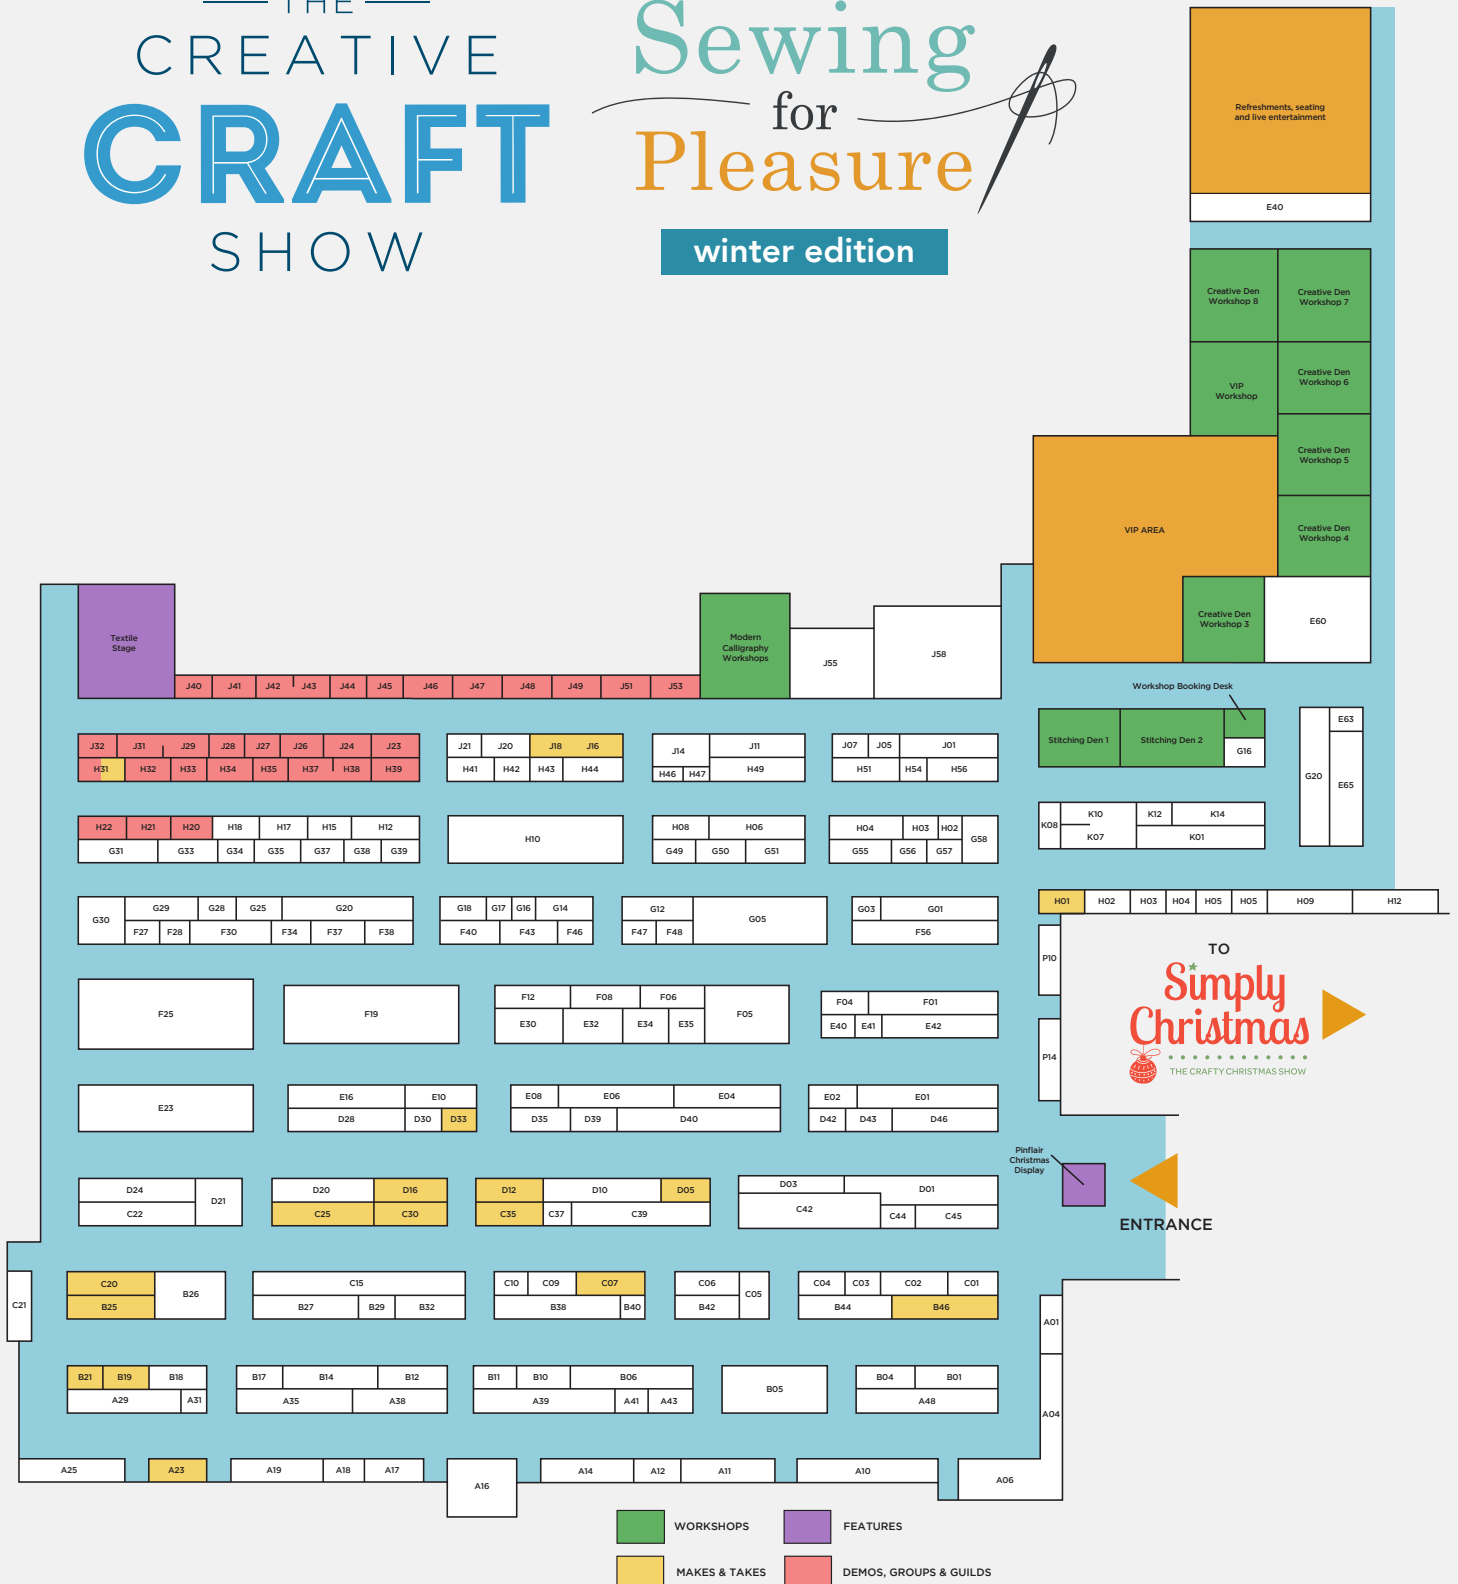 THE
CREATIVE
CRAFT
SHOW
Sewing
for
Pleasure
winter edition
Refreshments, seating
and live entertainment
E40
Creative Den
Workshop 8
Creative Den
Workshop 7
VIP
Workshop
Creative Den
Workshop 6
Creative Den
Workshop 5
VIP AREA
Creative Den
Workshop 4
Creative Den
Workshop 3
E60
Textile
Stage
Modern
Calligraphy
Workshops
J55
J58
J40 J41 J42 J43 J44 J45 J46 J47 J48 J49 J51 J53
Workshop Booking Desk
Stitching Den 1
Stitching Den 2
G16
G20
E63
E65
J32 J31 J29 J28 J27 J26 J24 J23
H31 H32 H33 H34 H35 H37 H38 H39
J21 J20 J18 J16
H41 H42 H43 H44
J14 J11
H46 H47 H49
J07 J05 J01
H51 H54 H56
H22 H21 H20 H18 H17 H15 H12
G31 G33 G34 G35 G37 G38 G39
H10
H08 H06
G49 G50 G51
H04 H03 H02
G55 G56 G57 G58
K08 K10 K12 K14
K07 K01
G30 G29 G28 G25 G20
F27 F28 F30 F34 F37 F38
G18 G17 G16 G14
F40 F43 F46
G12 G05
F47 F48
G03 G01
F56
H01 H02 H03 H04 H05 H05 H09 H12
P10
P14
TO
Simply
Christmas
THE CRAFTY CHRISTMAS SHOW
F25
F19
F12 F08 F06 F05
E30 E32 E34 E35
F04 F01
E40 E41 E42
E23
E16 E10
D28 D30 D33
E08 E06 E04
D35 D39 D40
E02 E01
D42 D43 D46
Pinflair
Christmas
Display
ENTRANCE
D24 D21
C22
D20 D16
C25 C30
D12 D10 D05
C35 C37 C39
D03 D01
C42 C44 C45
C21
C20 B26
B25
C15
B27 B29 B32
C10 C09 C07
B38 B40
C06 C05
B42
C04 C03 C02 C01
B44 B46
A01
A04
B21 B19 B18
A29 A31
B17 B14 B12
A35 A38
B11 B10 B06
A39 A41 A43
B05
B04 B01
A48
A25 A23 A19 A18 A17 A16 A14 A12 A11 A10 A06
WORKSHOPS
FEATURES
MAKES & TAKES
DEMOS, GROUPS & GUILDS